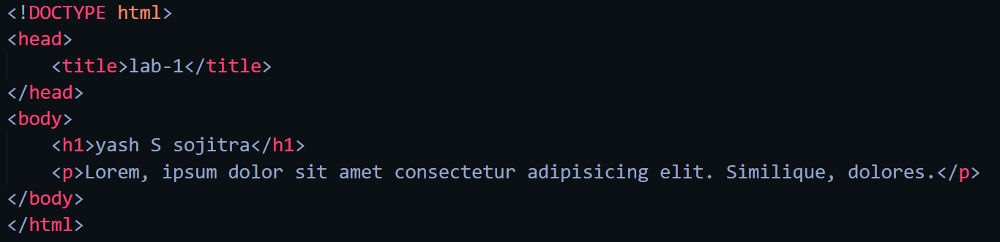 <!DOCTYPE html>
<head>
    <title>lab-1</title>
</head>
<body>
    <h1>yash S sojitra</h1>
    <p>Lorem, ipsum dolor sit amet consectetur adipisicing elit. Similique, dolores.</p>
</body>
</html>